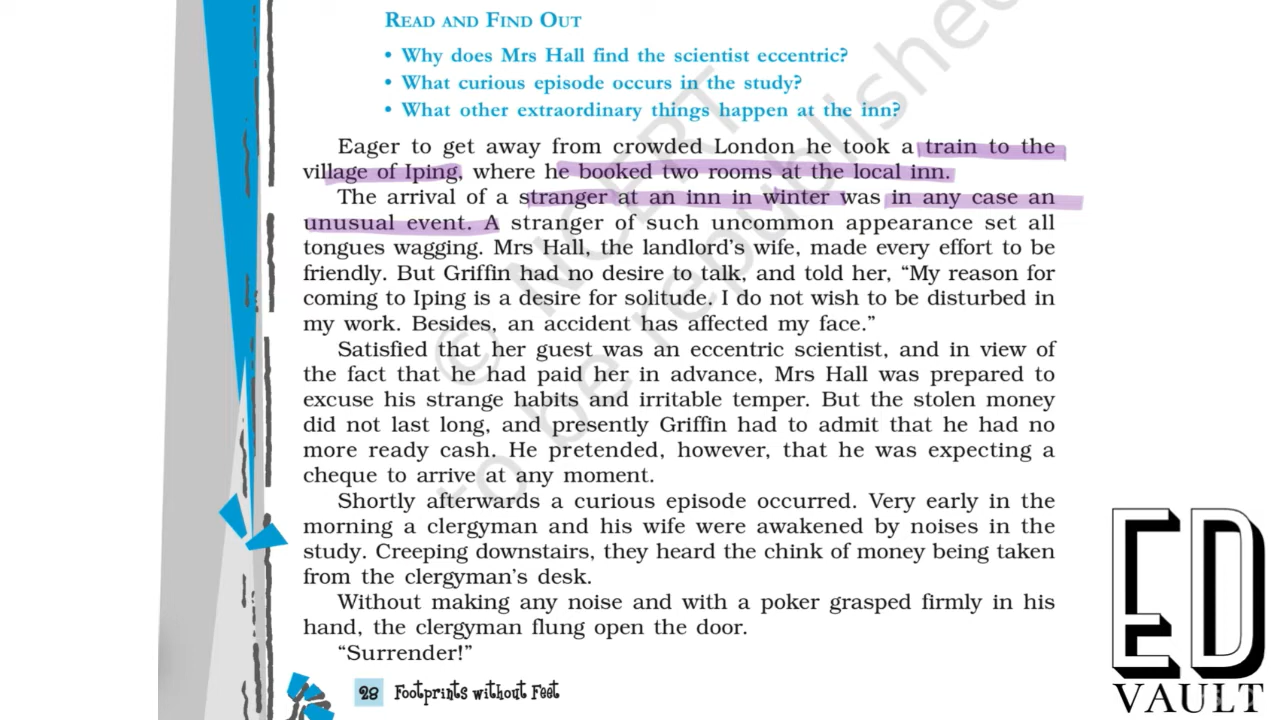 READ AND FIND OUT
• Why does Mrs Hall find the scientist eccentric?
• What curious episode occurs in the study?
• What other extraordinary things happen at the inn?
Eager to get away from crowded London he took a train to the
village of Iping, where he booked two rooms at the local inn.
The arrival of a stranger at an inn in winter was in any case an
unusual event. A stranger of such uncommon appearance set all
tongues wagging. Mrs Hall, the landlord's wife, made every effort to be
friendly. But Griffin had no desire to talk, and told her, “My reason for
coming to Iping is a desire for solitude. I do not wish to be disturbed in
my work. Besides, an accident has affected my face.”
Satisfied that her guest was an eccentric scientist, and in view of
the fact that he had paid her in advance, Mrs Hall was prepared to
excuse his strange habits and irritable temper. But the stolen money
did not last long, and presently Griffin had to admit that he had no
more ready cash. He pretended, however, that he was expecting a
cheque to arrive at any moment.
Shortly afterwards a curious episode occurred. Very early in the
morning a clergyman and his wife were awakened by noises in the
study. Creeping downstairs, they heard the chink of money being taken
from the clergyman's desk.
Without making any noise and with a poker grasped firmly in his
hand, the clergyman flung open the door.
“Surrender!”
28 Footprints without Feet
© NCERT
to be republished
ED
VAULT